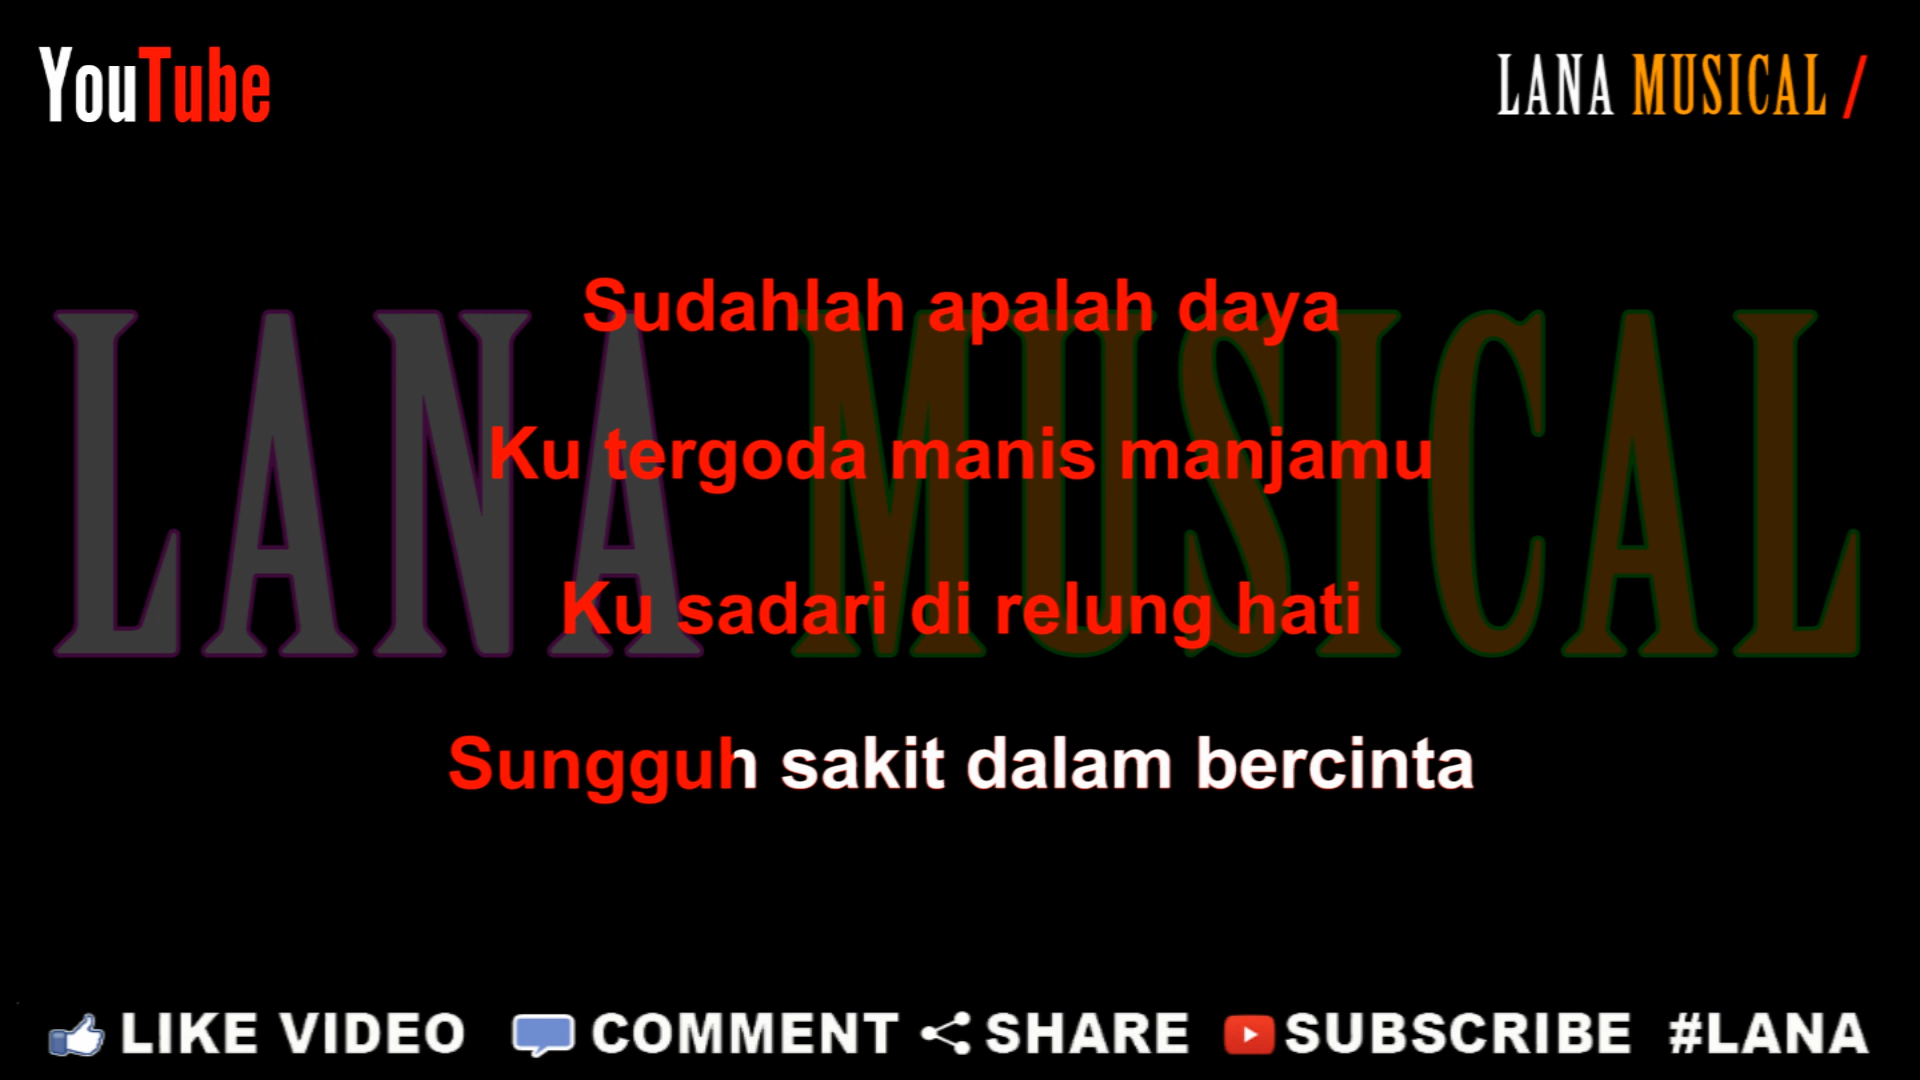 YouTube
LANA MUSICAL /
LANA MUSICAL
Sudahlah apalah daya
Ku tergoda manis manjamu
Ku sadari di relung hati
Sungguh sakit dalam bercinta
LIKE VIDEO COMMENT SHARE SUBSCRIBE #LANA